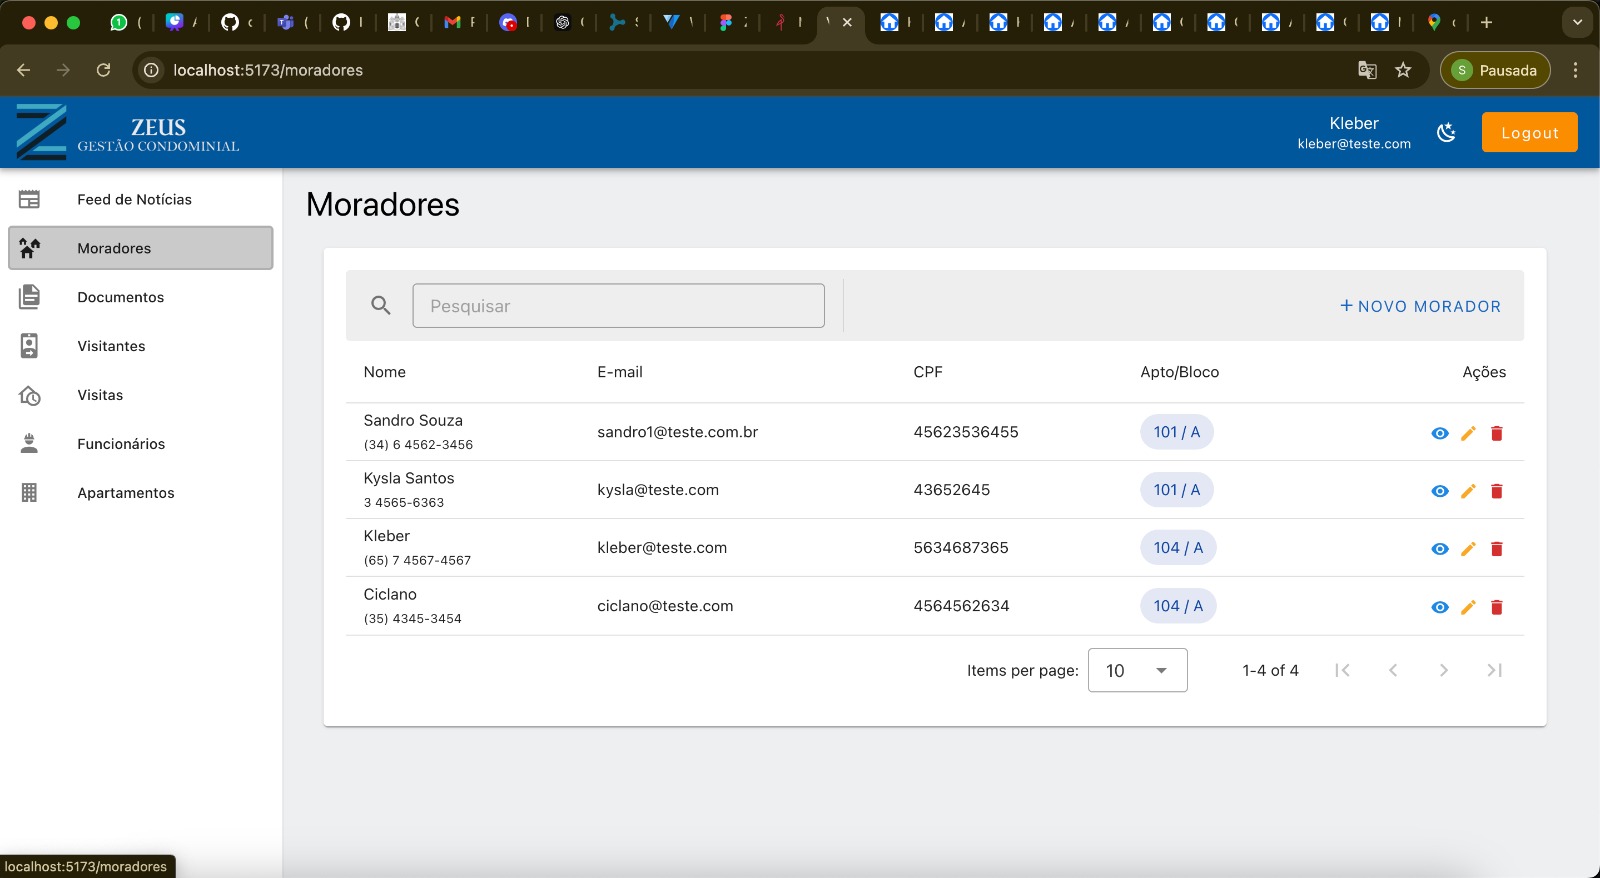 localhost:5173/moradores
S Pausada
ZEUS
GESTÃO CONDOMINIAL
Kleber
kleber@teste.com
Logout
Feed de Notícias
Moradores
Documentos
Visitantes
Visitas
Funcionários
Apartamentos
Moradores
Pesquisar
+ NOVO MORADOR
Nome E-mail CPF Apto/Bloco Ações
Sandro Souza
(34) 6 4562-3456
sandro1@teste.com.br 45623536455 101 / A
Kysla Santos
3 4565-6363
kysla@teste.com 43652645 101 / A
Kleber
(65) 7 4567-4567
kleber@teste.com 5634687365 104 / A
Ciclano
(35) 4345-3454
ciclano@teste.com 4564562634 104 / A
Items per page: 10 1-4 of 4
localhost:5173/moradores